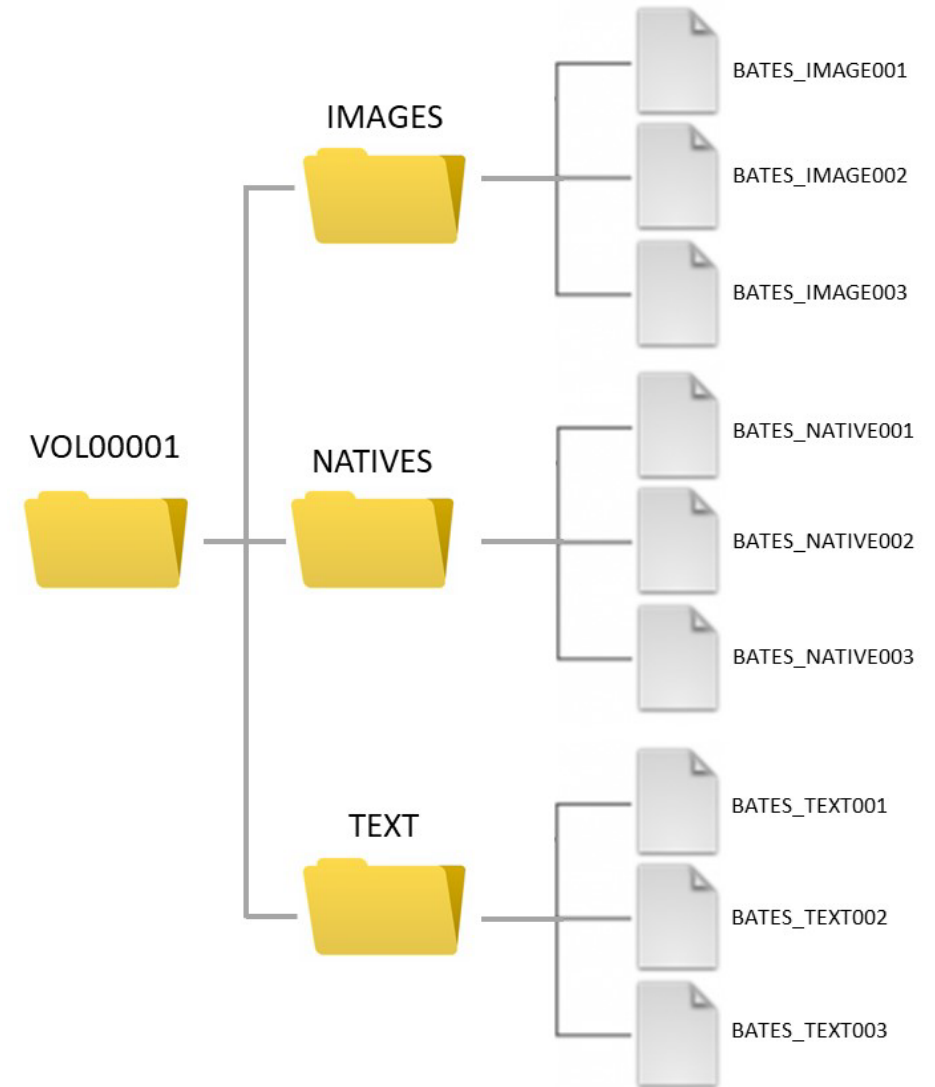 VOL00001
IMAGES
BATES_IMAGE001
BATES_IMAGE002
BATES_IMAGE003
NATIVES
BATES_NATIVE001
BATES_NATIVE002
BATES_NATIVE003
TEXT
BATES_TEXT001
BATES_TEXT002
BATES_TEXT003